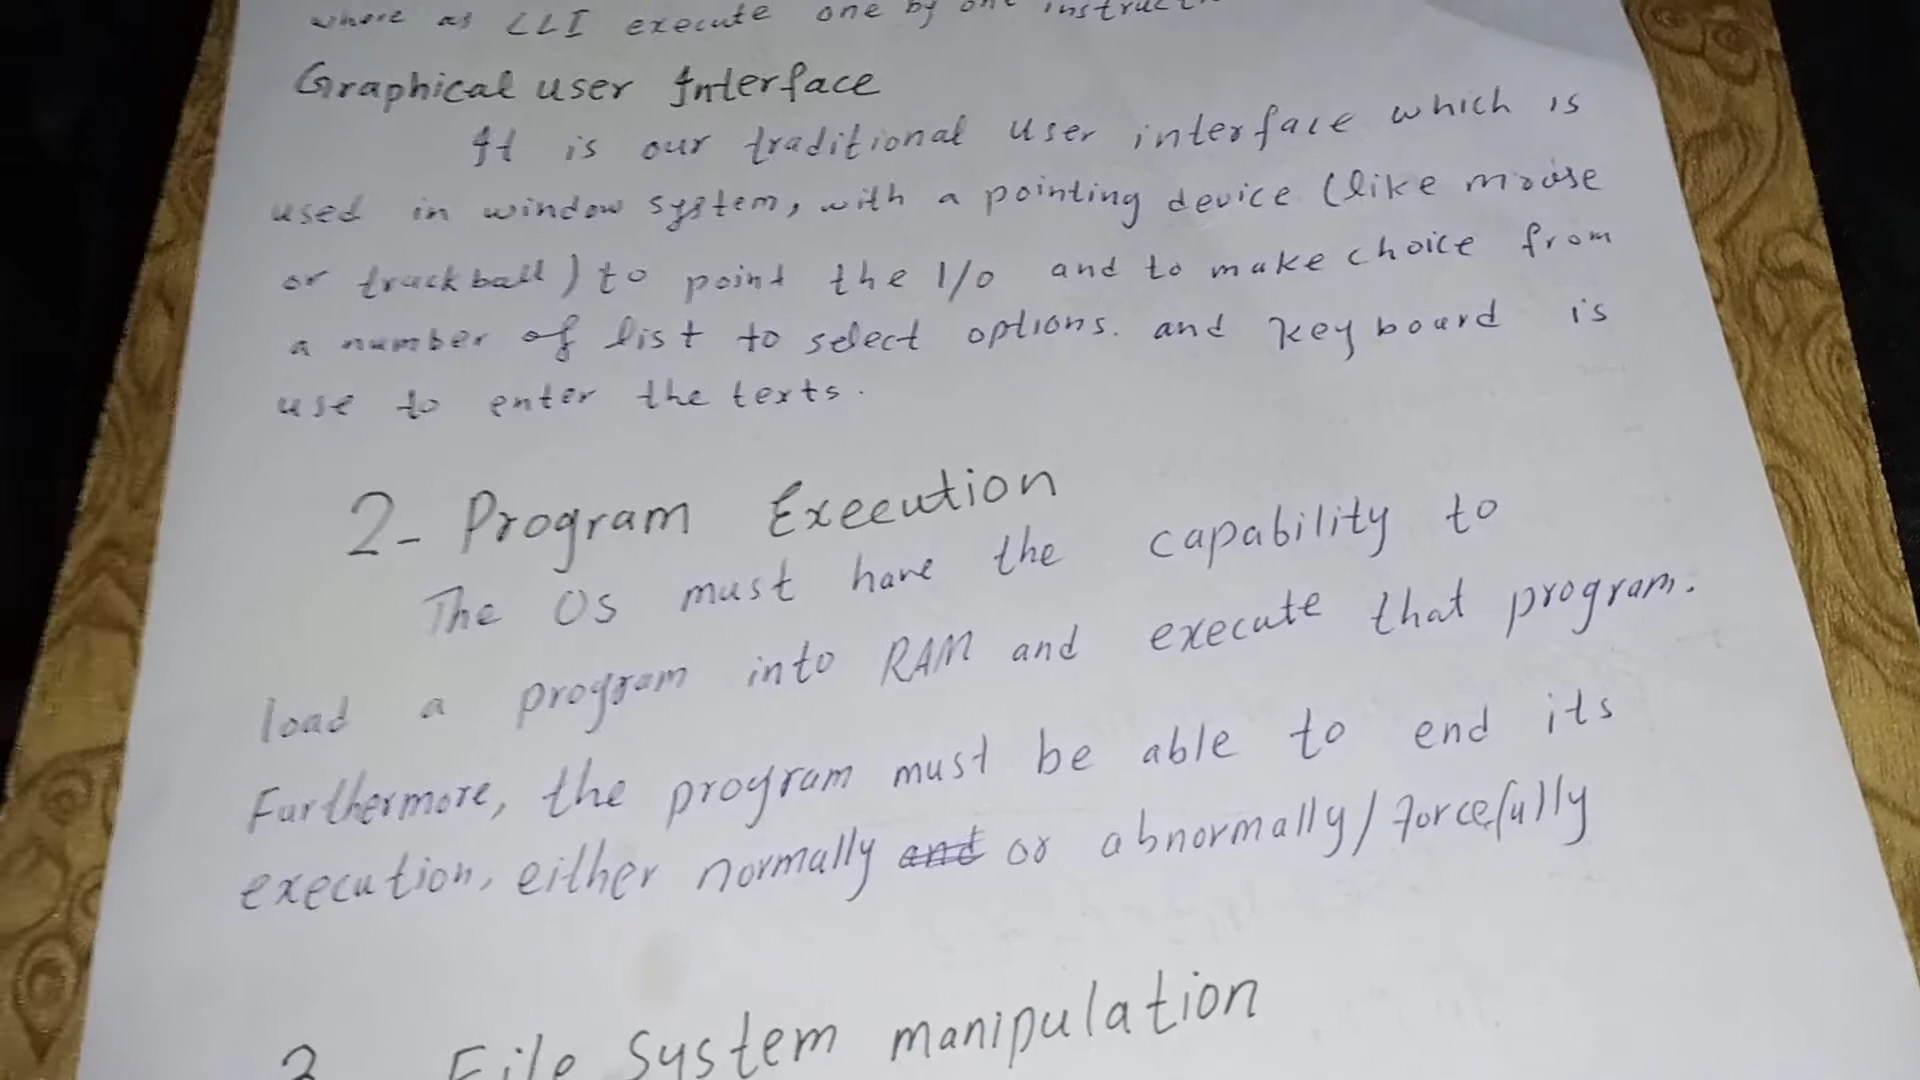 where as CLI execute one by one instruct
Graphical user Interface
It is our traditional user interface which is
used in window system, with a pointing device (like mouse
or trackball) to point the I/O and to make choice from
a number of list to select options. and keyboard is
use to enter the texts.
2- Program Execution
The OS must have the capability to
load a program into RAM and execute that program.
Furthermore, the program must be able to end its
execution, either normally and or abnormally/forcefully
3 File System manipulation